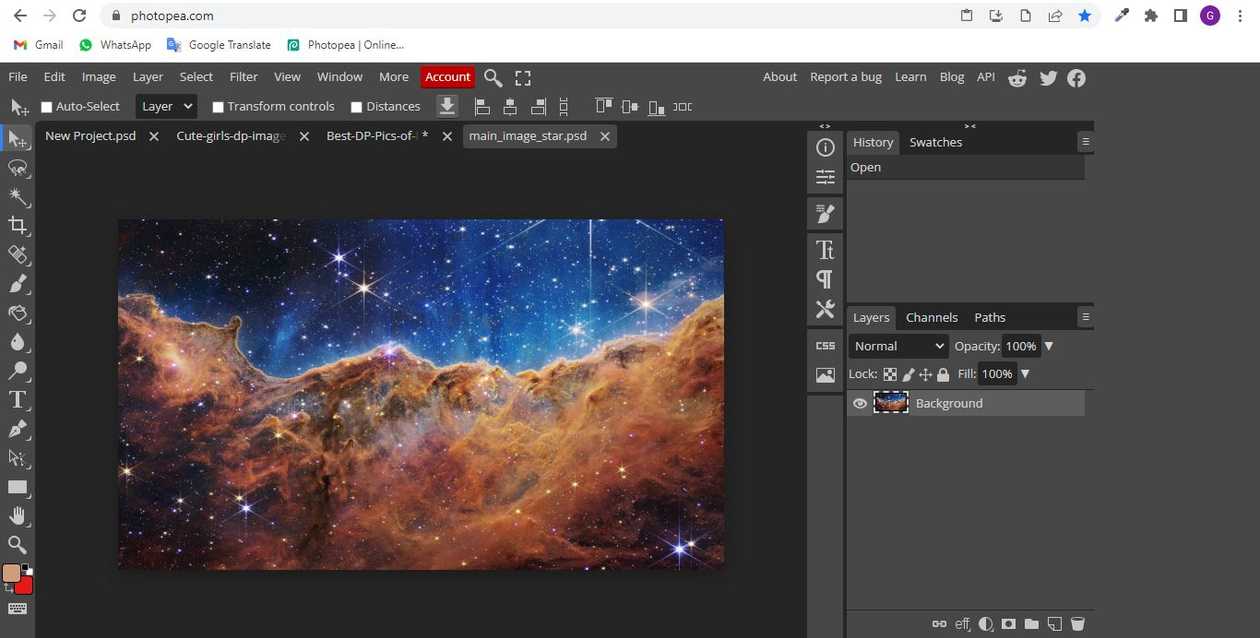 photopea.com
G
Gmail WhatsApp Google Translate Photopea | Online...
File Edit Image Layer Select Filter View Window More Account About Report a bug Learn Blog API
Auto-Select Layer Transform controls Distances
New Project.psd Cute-girls-dp-image Best-DP-Pics-of- * main_image_star.psd
History Swatches
Open
Layers Channels Paths
Normal Opacity: 100%
Lock: Fill: 100%
Background
CSS
eff